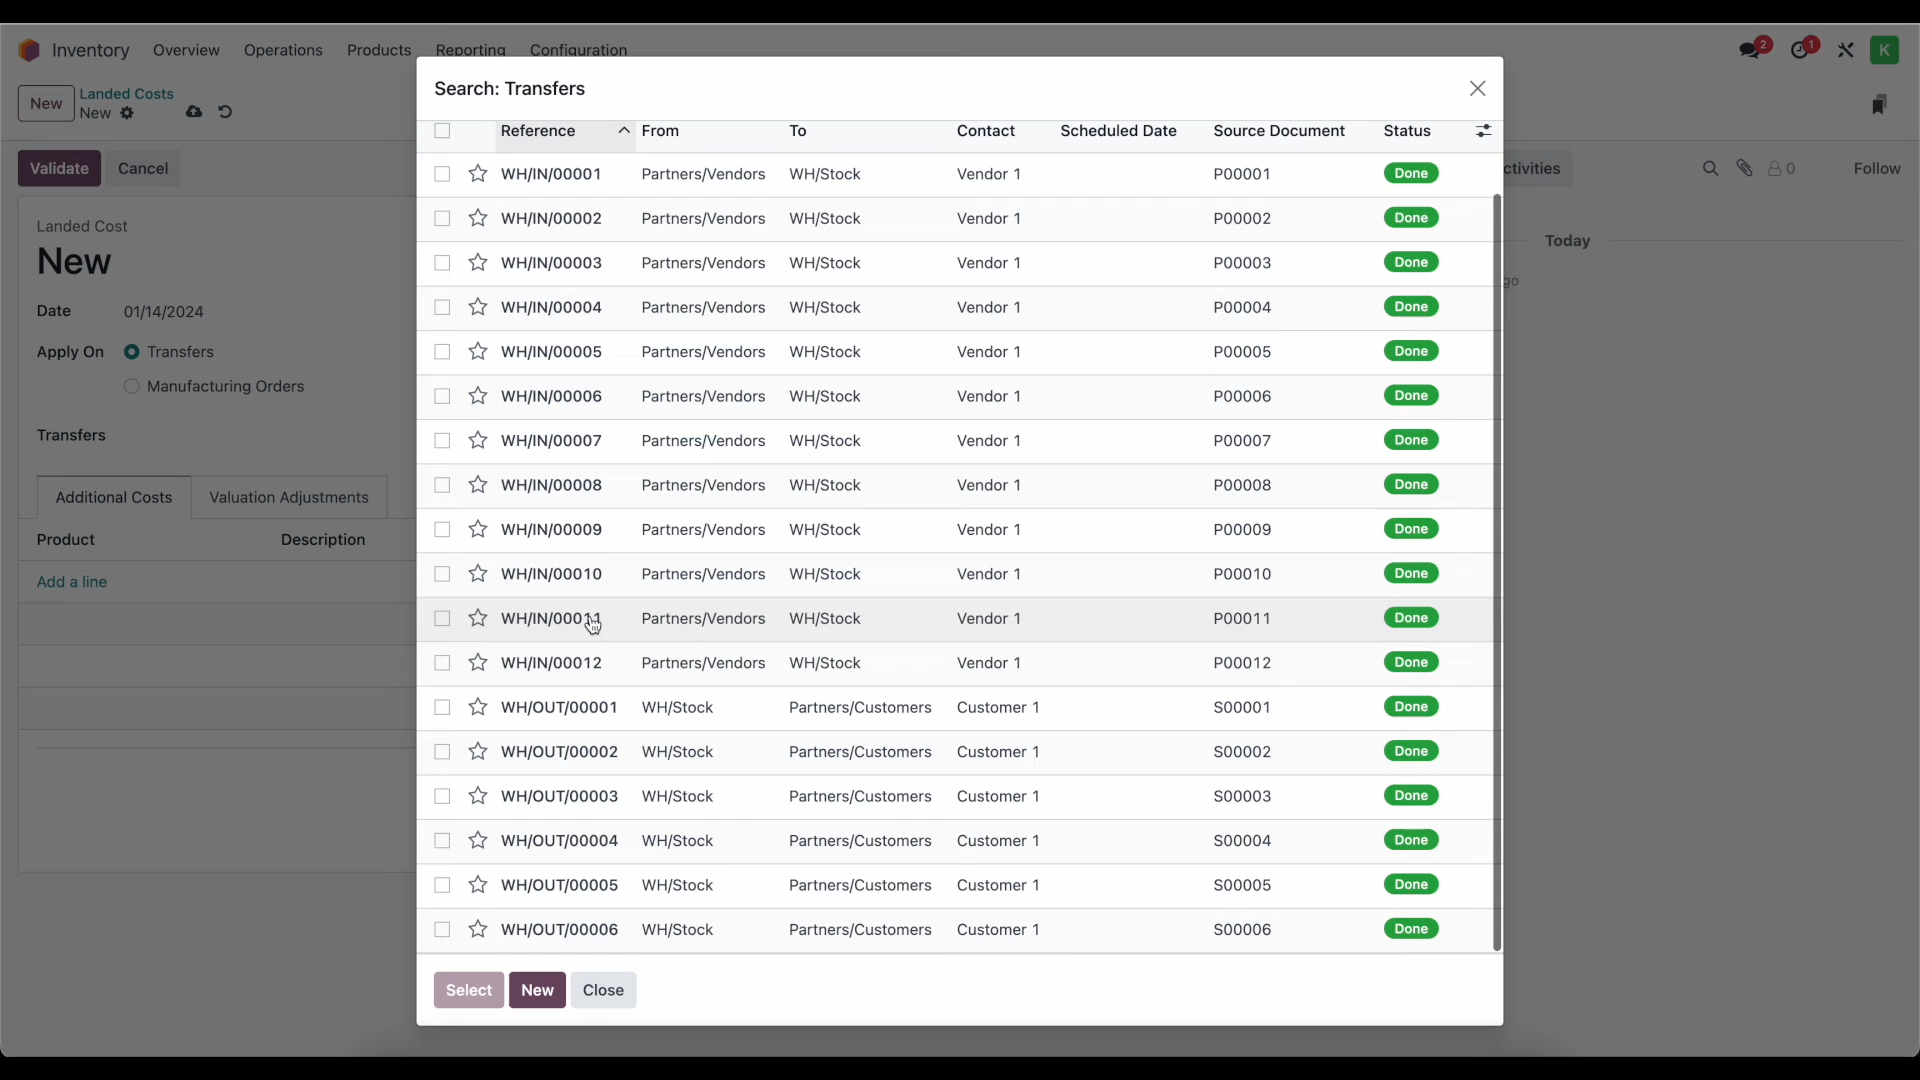 Inventory Overview Operations Products Reporting Configuration 2 1 K
New Landed Costs
New
Validate Cancel ctivities 0 Follow
Landed Cost
New
Date 01/14/2024
Apply On Transfers
Manufacturing Orders
Transfers
Additional Costs Valuation Adjustments
Product Description
Add a line
Today
go
Search: Transfers
Reference From To Contact Scheduled Date Source Document Status
WH/IN/00001 Partners/Vendors WH/Stock Vendor 1 P00001 Done
WH/IN/00002 Partners/Vendors WH/Stock Vendor 1 P00002 Done
WH/IN/00003 Partners/Vendors WH/Stock Vendor 1 P00003 Done
WH/IN/00004 Partners/Vendors WH/Stock Vendor 1 P00004 Done
WH/IN/00005 Partners/Vendors WH/Stock Vendor 1 P00005 Done
WH/IN/00006 Partners/Vendors WH/Stock Vendor 1 P00006 Done
WH/IN/00007 Partners/Vendors WH/Stock Vendor 1 P00007 Done
WH/IN/00008 Partners/Vendors WH/Stock Vendor 1 P00008 Done
WH/IN/00009 Partners/Vendors WH/Stock Vendor 1 P00009 Done
WH/IN/00010 Partners/Vendors WH/Stock Vendor 1 P00010 Done
WH/IN/00011 Partners/Vendors WH/Stock Vendor 1 P00011 Done
WH/IN/00012 Partners/Vendors WH/Stock Vendor 1 P00012 Done
WH/OUT/00001 WH/Stock Partners/Customers Customer 1 S00001 Done
WH/OUT/00002 WH/Stock Partners/Customers Customer 1 S00002 Done
WH/OUT/00003 WH/Stock Partners/Customers Customer 1 S00003 Done
WH/OUT/00004 WH/Stock Partners/Customers Customer 1 S00004 Done
WH/OUT/00005 WH/Stock Partners/Customers Customer 1 S00005 Done
WH/OUT/00006 WH/Stock Partners/Customers Customer 1 S00006 Done
Select New Close